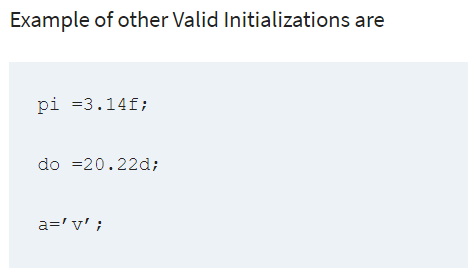 Example of other Valid Initializations are
pi =3.14f;
do =20.22d;
a=’v’;